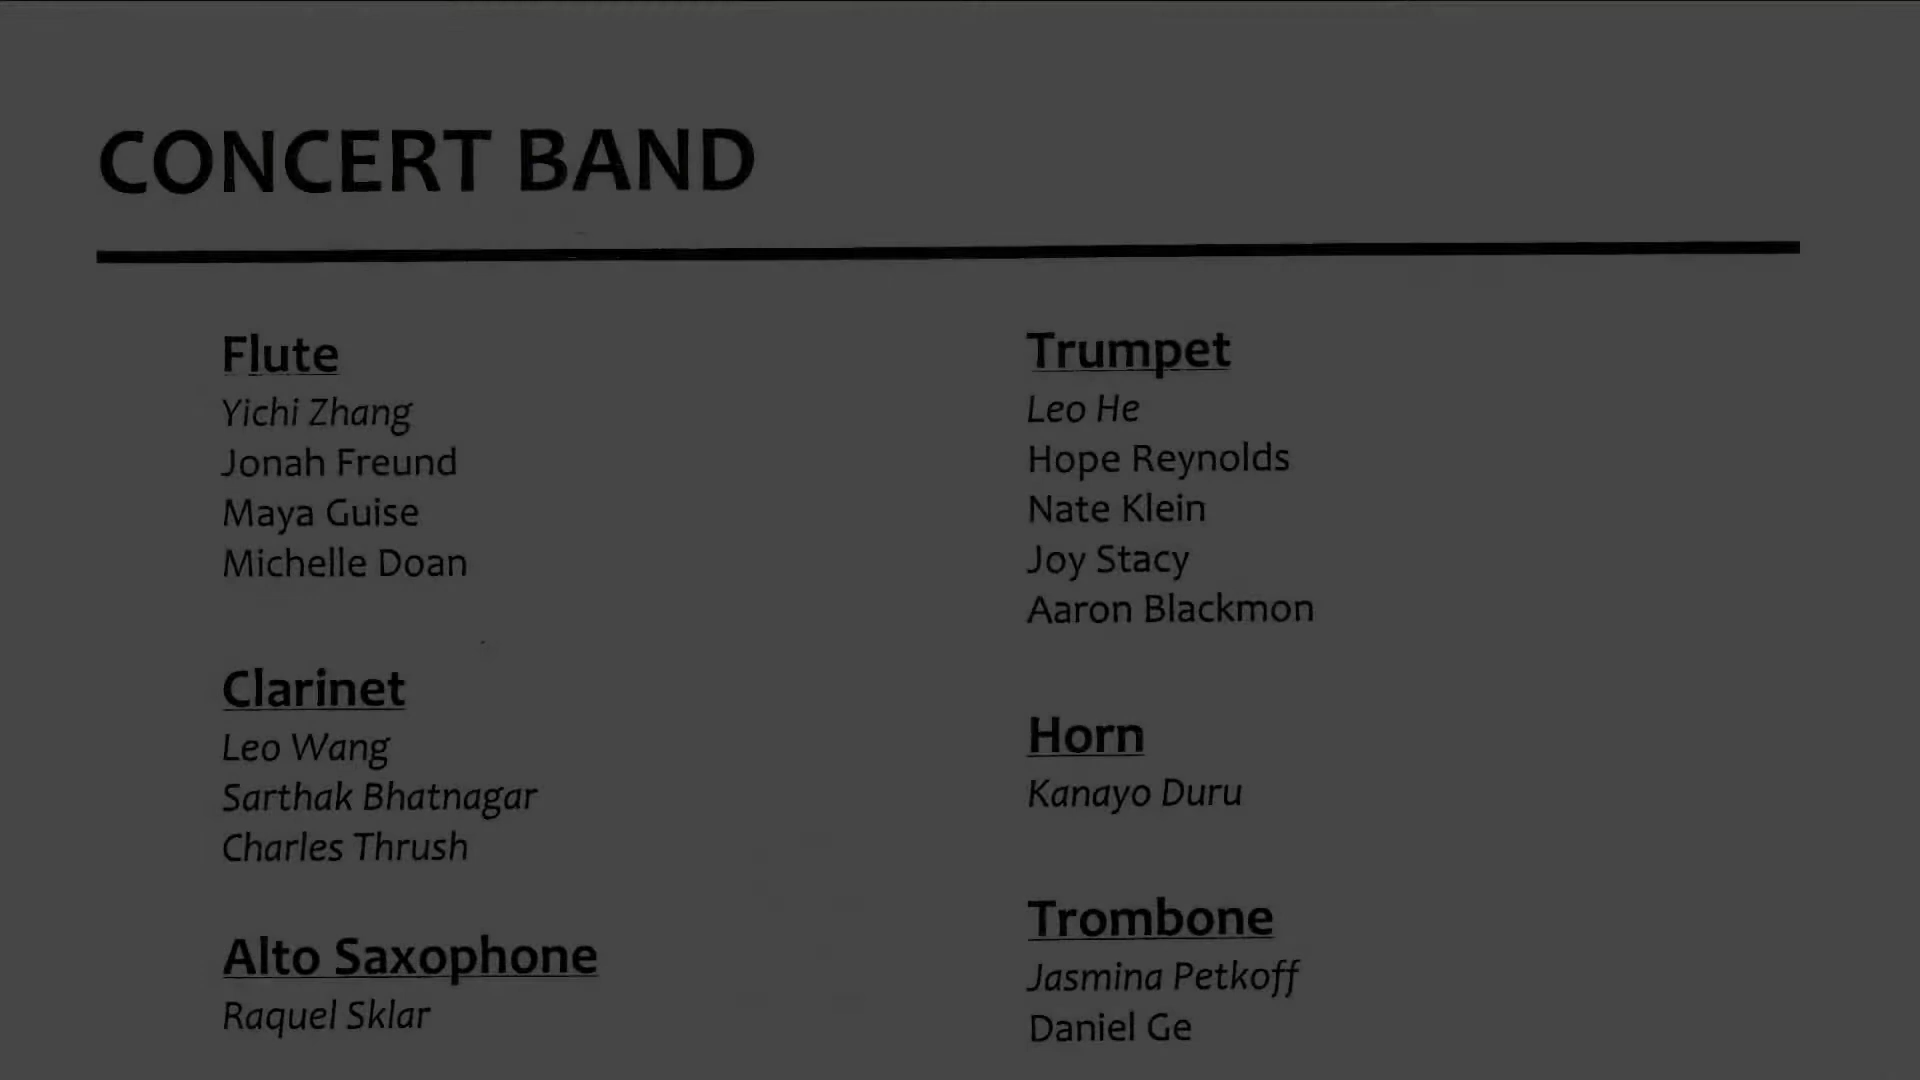 CONCERT BAND
Flute
Yichi Zhang
Jonah Freund
Maya Guise
Michelle Doan
Clarinet
Leo Wang
Sarthak Bhatnagar
Charles Thrush
Alto Saxophone
Raquel Sklar
Trumpet
Leo He
Hope Reynolds
Nate Klein
Joy Stacy
Aaron Blackmon
Horn
Kanayo Duru
Trombone
Jasmina Petkoff
Daniel Ge